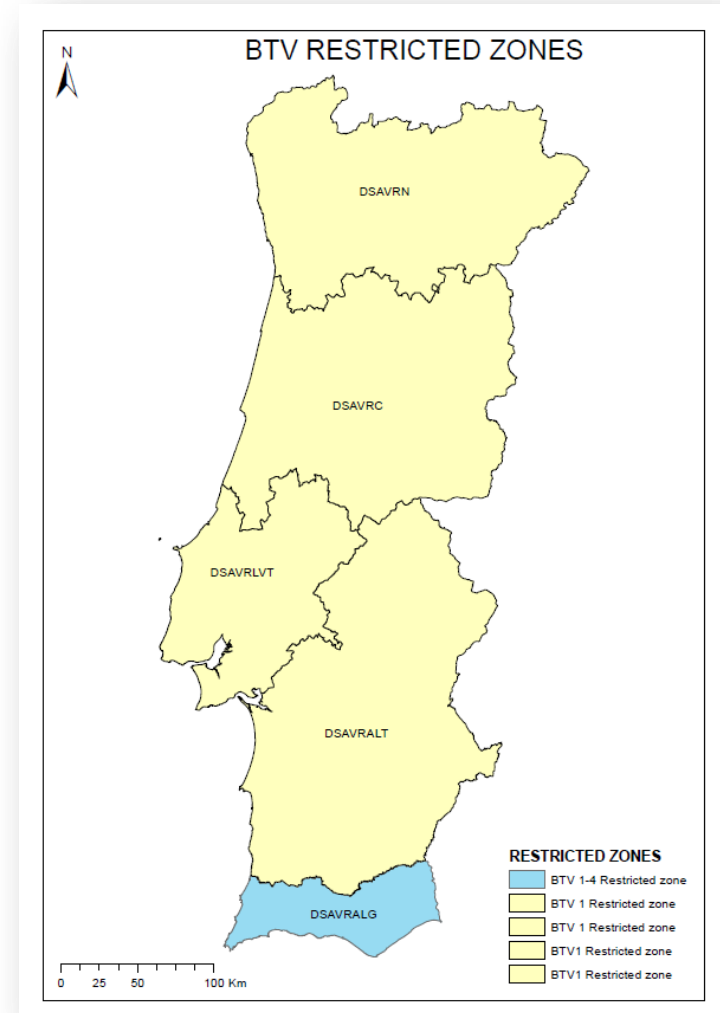 BTV RESTRICTED ZONES
N
DSAVRN
DSAVRC
DSAVRLVT
DSAVRALT
DSAVRALG
RESTRICTED ZONES
BTV 1-4 Restricted zone
BTV 1 Restricted zone
BTV 1 Restricted zone
BTV1 Restricted zone
BTV1 Restricted zone
0 25 50 100 Km